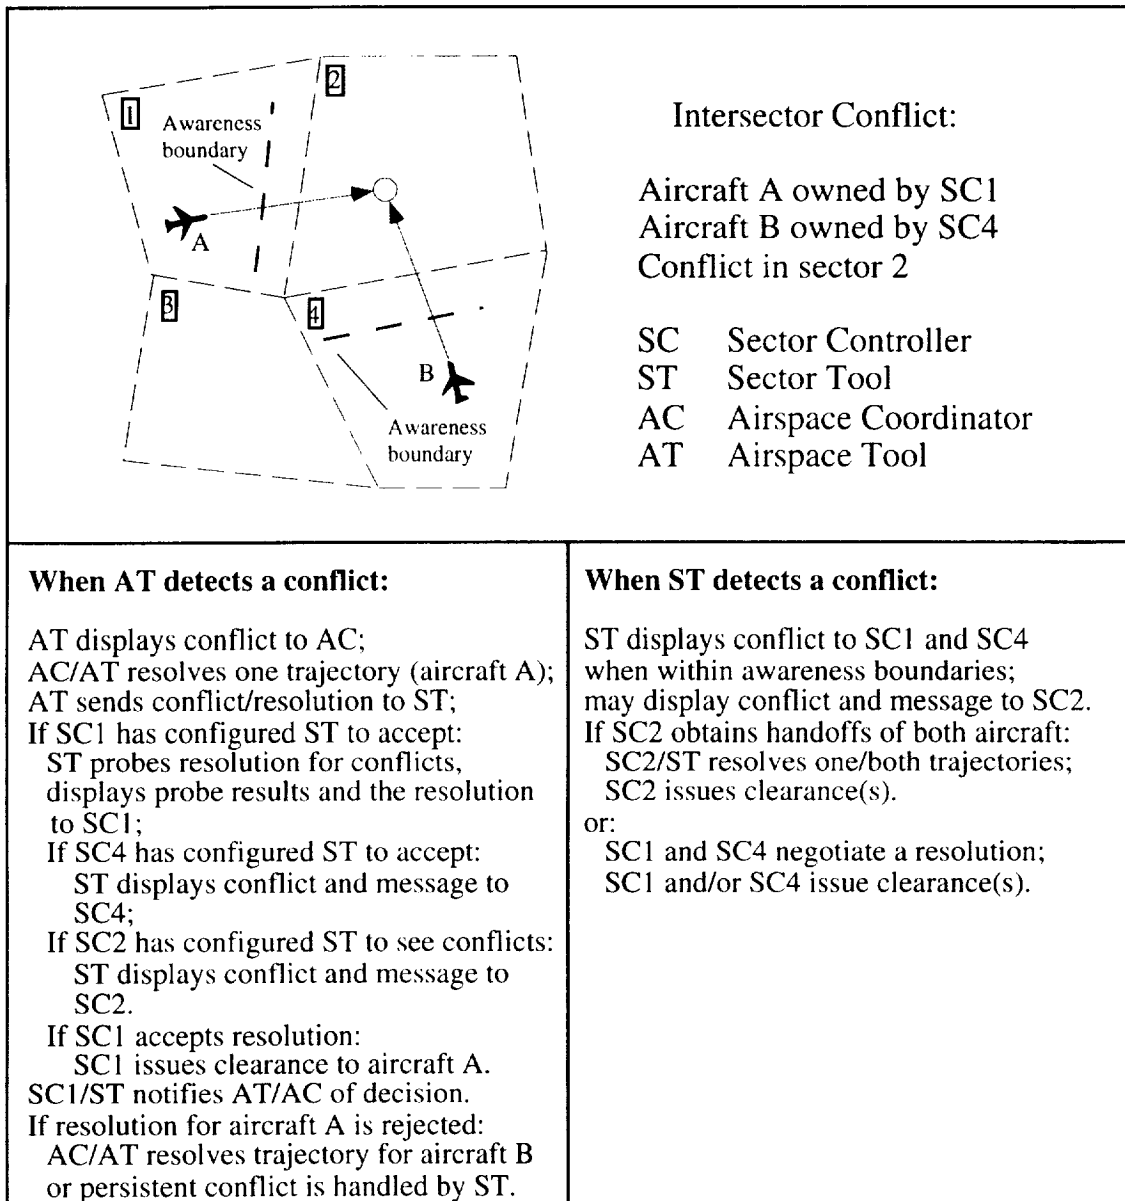 1
2
Awareness
boundary
A
3
4
B
Awareness
boundary
Intersector Conflict:
Aircraft A owned by SC1
Aircraft B owned by SC4
Conflict in sector 2
SC Sector Controller
ST Sector Tool
AC Airspace Coordinator
AT Airspace Tool
When AT detects a conflict:
AT displays conflict to AC;
AC/AT resolves one trajectory (aircraft A);
AT sends conflict/resolution to ST;
If SC1 has configured ST to accept:
ST probes resolution for conflicts,
displays probe results and the resolution
to SC1;
If SC4 has configured ST to accept:
ST displays conflict and message to
SC4;
If SC2 has configured ST to see conflicts:
ST displays conflict and message to
SC2.
If SC1 accepts resolution:
SC1 issues clearance to aircraft A.
SC1/ST notifies AT/AC of decision.
If resolution for aircraft A is rejected:
AC/AT resolves trajectory for aircraft B
or persistent conflict is handled by ST.
When ST detects a conflict:
ST displays conflict to SC1 and SC4
when within awareness boundaries;
may display conflict and message to SC2.
If SC2 obtains handoffs of both aircraft:
SC2/ST resolves one/both trajectories;
SC2 issues clearance(s).
or:
SC1 and SC4 negotiate a resolution;
SC1 and/or SC4 issue clearance(s).